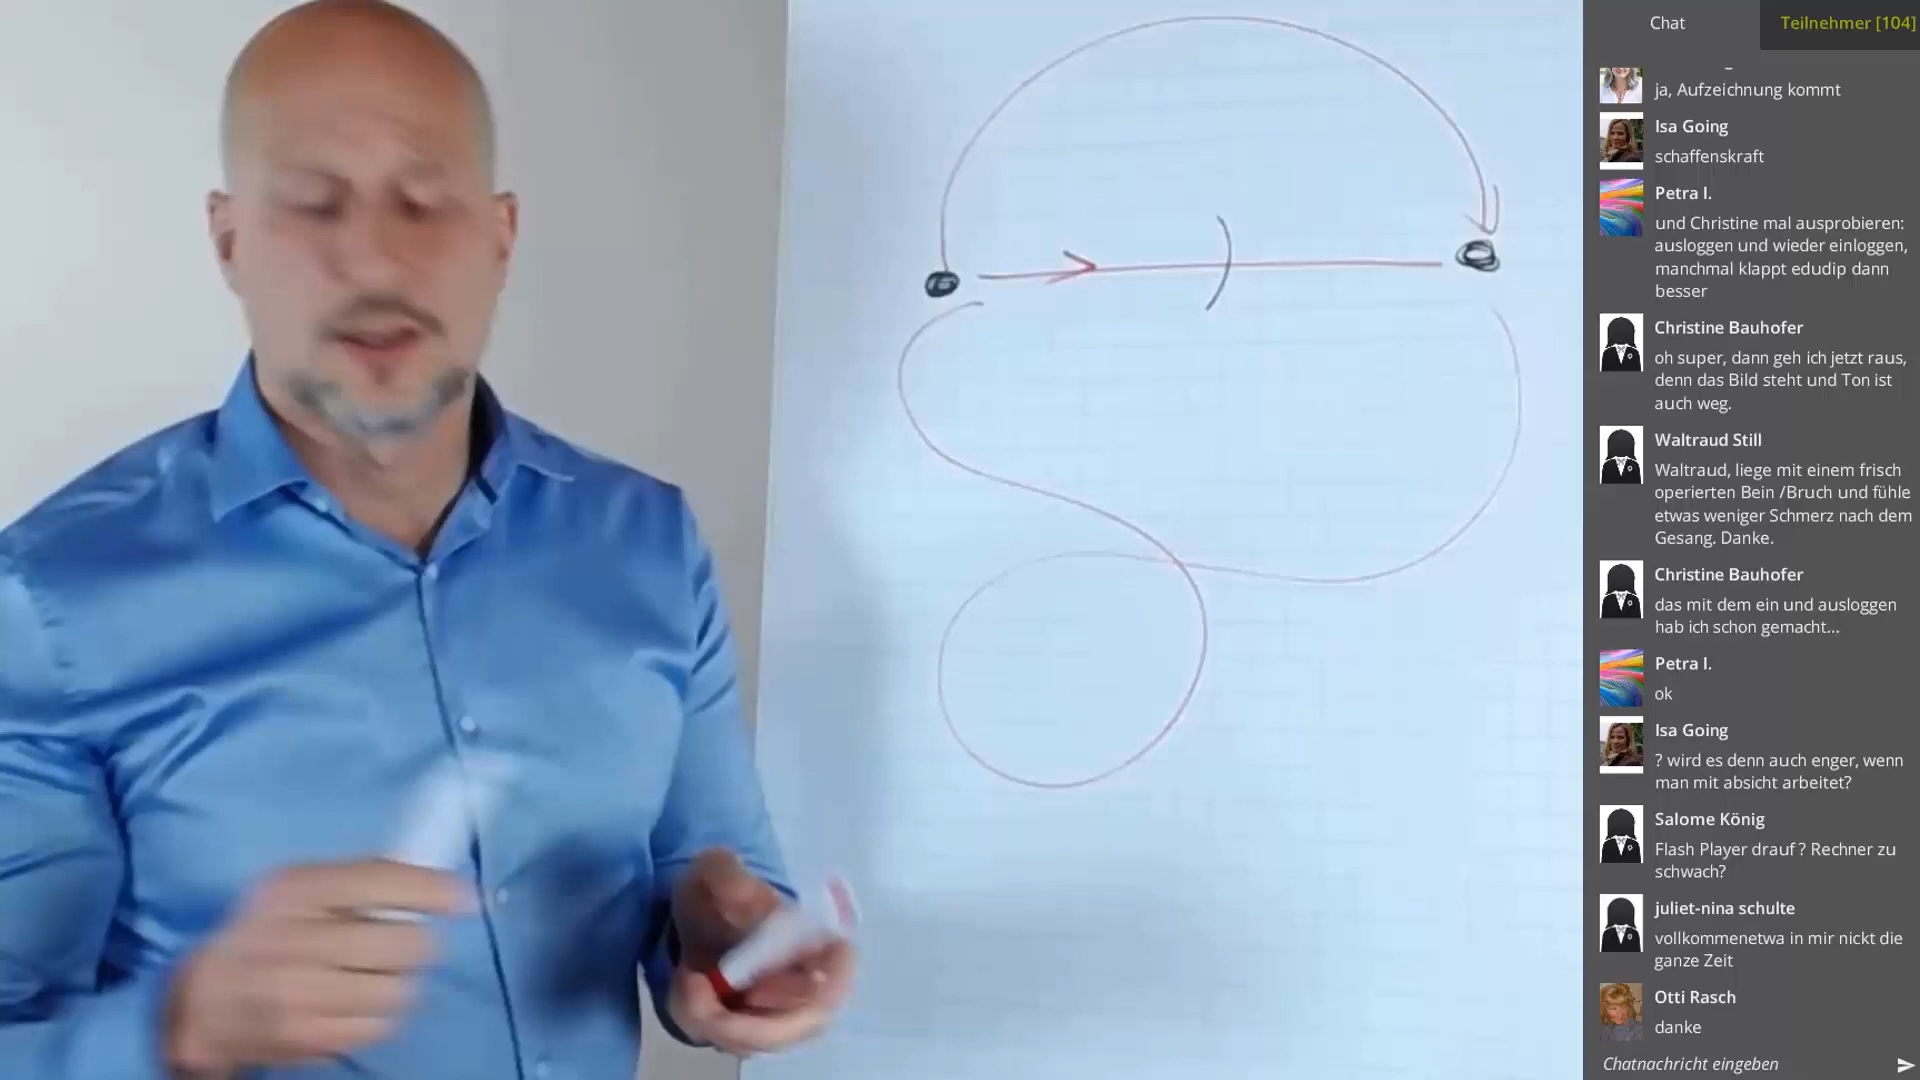 Chat
Teilnehmer [104]
ja, Aufzeichnung kommt
Isa Going
schaffenskraft
Petra I.
und Christine mal ausprobieren:
ausloggen und wieder einloggen,
manchmal klappt edudip dann
besser
Christine Bauhofer
oh super, dann geh ich jetzt raus,
denn das Bild steht und Ton ist
auch weg.
Waltraud Still
Waltraud, liege mit einem frisch
operierten Bein /Bruch und fühle
etwas weniger Schmerz nach dem
Gesang. Danke.
Christine Bauhofer
das mit dem ein und ausloggen
hab ich schon gemacht...
Petra I.
ok
Isa Going
? wird es denn auch enger, wenn
man mit absicht arbeitet?
Salome König
Flash Player drauf ? Rechner zu
schwach?
juliet-nina schulte
vollkommenetwa in mir nickt die
ganze Zeit
Otti Rasch
danke
Chatnachricht eingeben